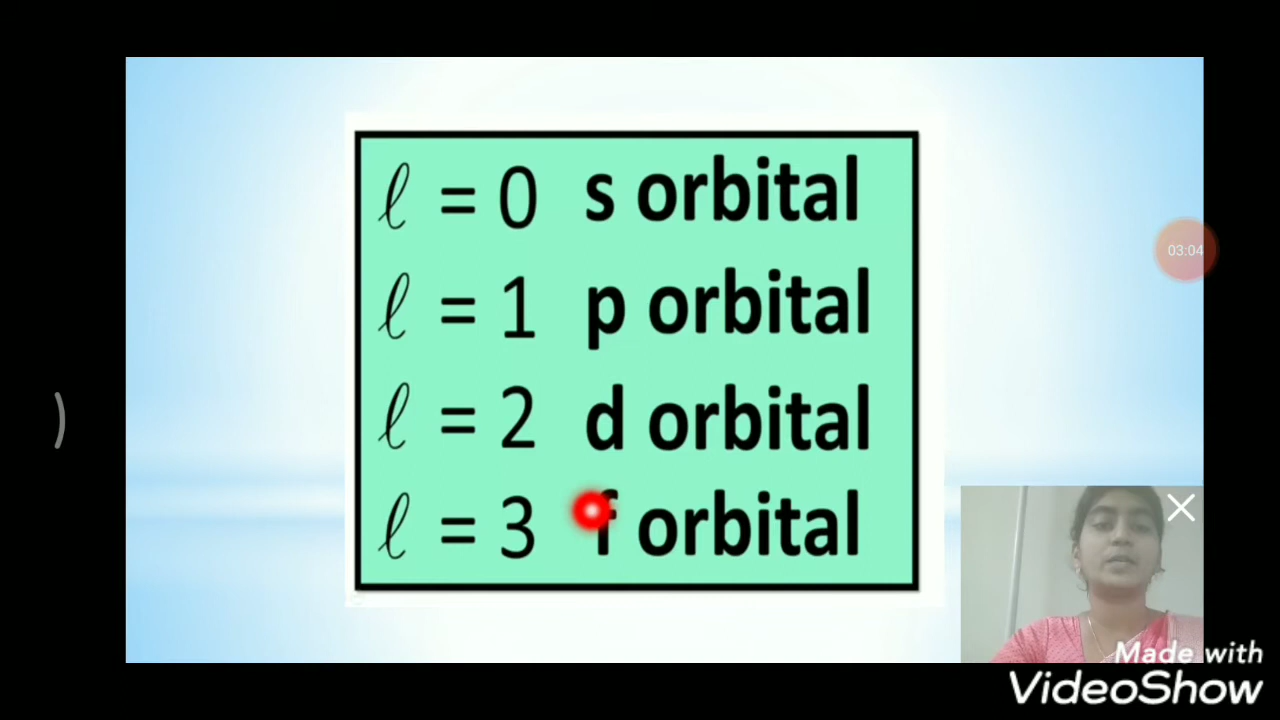 ℓ = 0 s orbital
ℓ = 1 p orbital
ℓ = 2 d orbital
ℓ = 3 f orbital
03:04
Made with
VideoShow